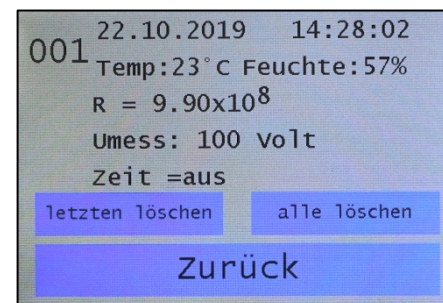 001 22.10.2019 14:28:02
Temp:23°C Feuchte:57%
R = 9.90x10⁸
Umess: 100 Volt
Zeit =aus
letzten löschen alle löschen
Zurück